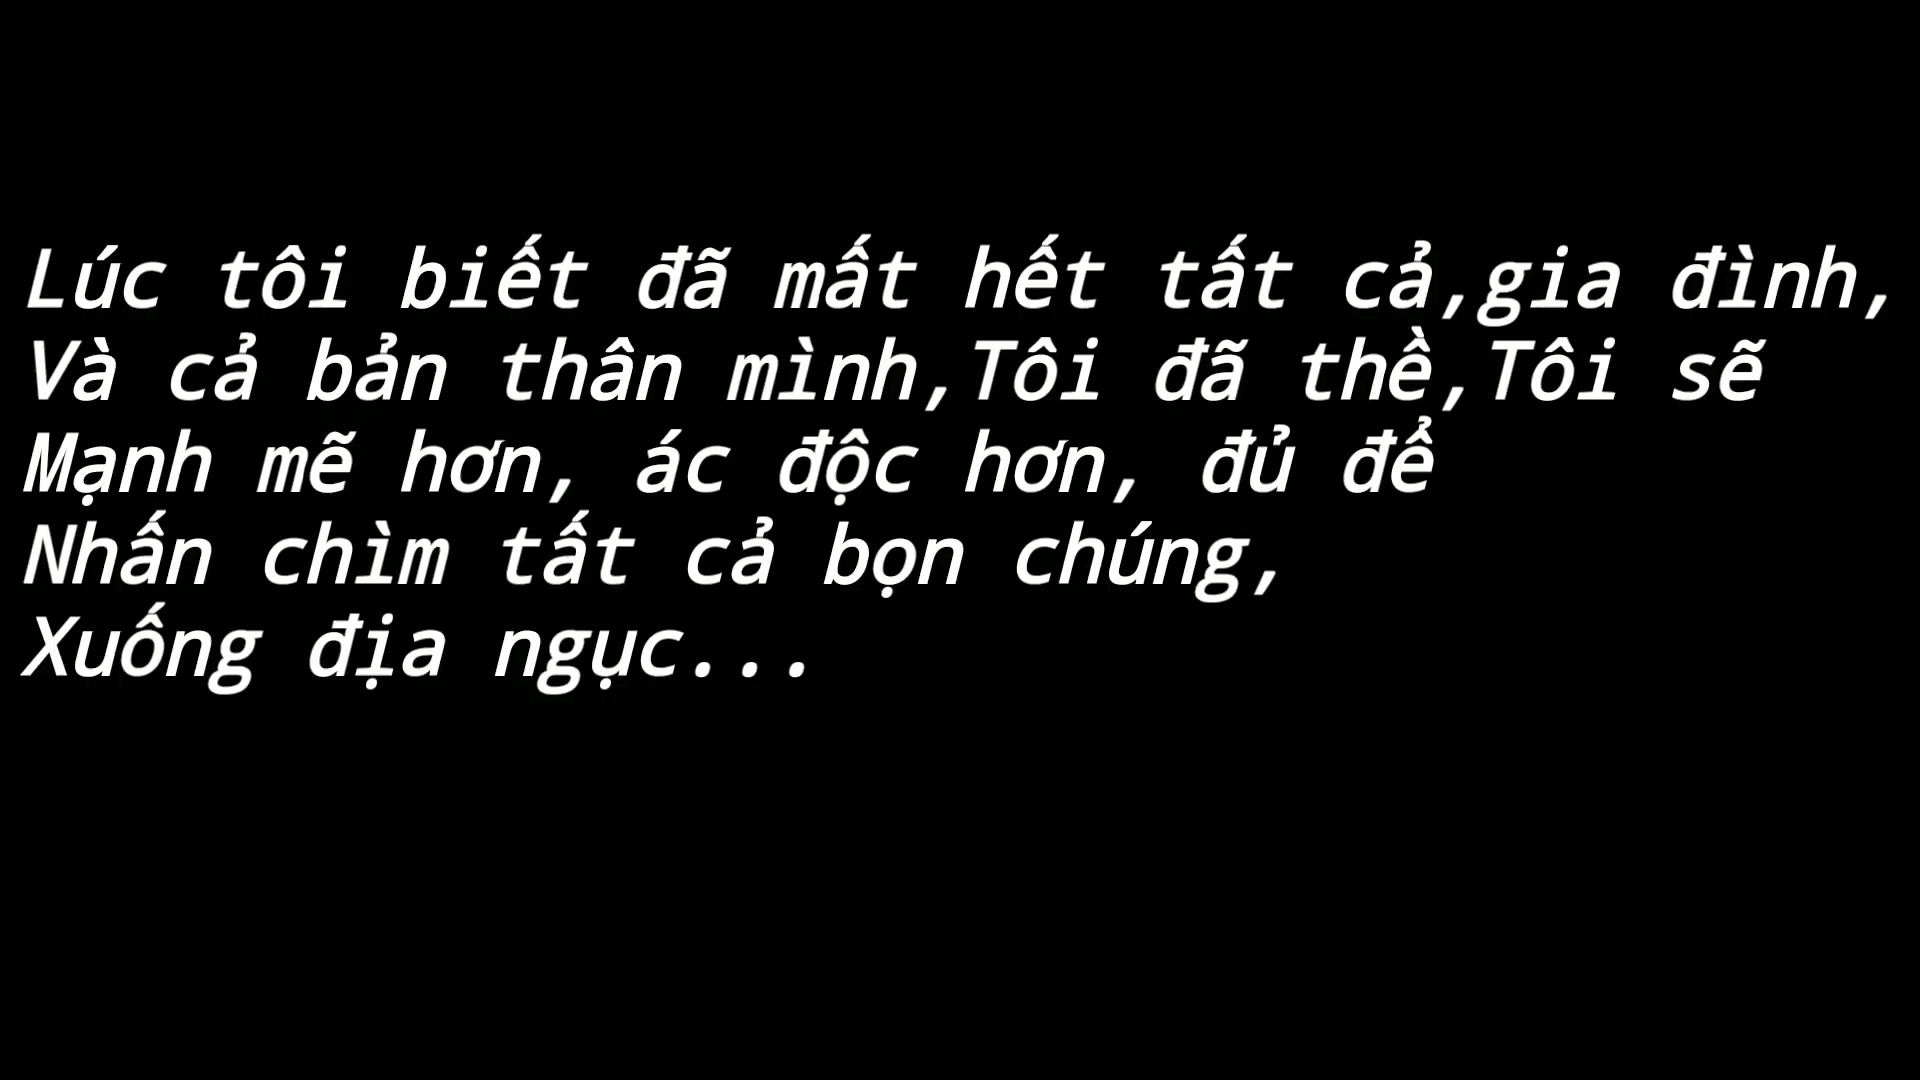 Lúc tôi biết đã mất hết tất cả,gia đình,
Và cả bản thân mình,Tôi đã thề,Tôi sẽ
Mạnh mẽ hơn, ác độc hơn, đủ để
Nhấn chìm tất cả bọn chúng,
Xuống địa ngục...